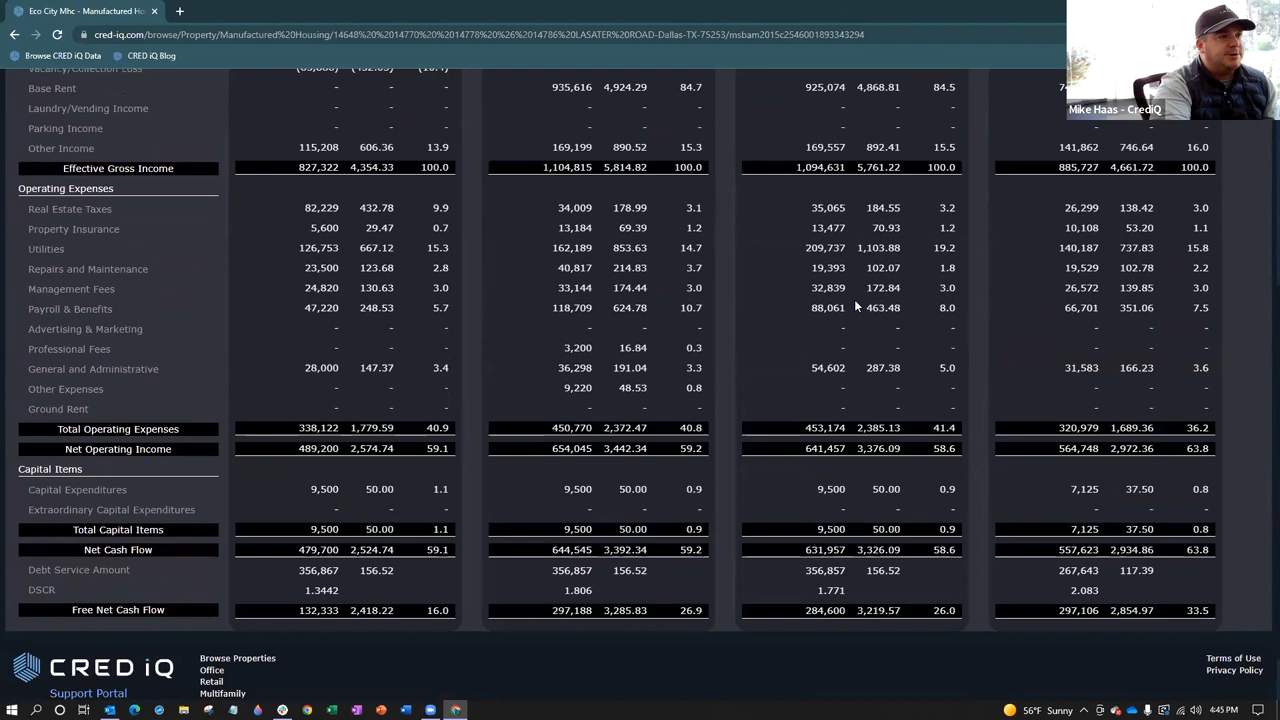 Eco City Mhc - Manufactured Ho
cred-iq.com/browse/Property/Manufactured%20Housing/14648%20%2014770%20%2014778%20%26%2014786%20LASATER%20ROAD-Dallas-TX-75253/msbam2015c2546001893343294
Browse CRED iQ Data CRED iQ Blog
Mike Haas - CrediQ
Base Rent 935,616 4,924.29 84.7 925,074 4,868.81 84.5
Laundry/Vending Income - - - - - - - - - - -
Parking Income - - - - - - - - - - - -
Other Income 115,208 606.36 13.9 169,199 890.52 15.3 169,557 892.41 15.5 141,862 746.64 16.0
Effective Gross Income 827,322 4,354.33 100.0 1,104,815 5,814.82 100.0 1,094,631 5,761.22 100.0 885,727 4,661.72 100.0
Operating Expenses
Real Estate Taxes 82,229 432.78 9.9 34,009 178.99 3.1 35,065 184.55 3.2 26,299 138.42 3.0
Property Insurance 5,600 29.47 0.7 13,184 69.39 1.2 13,477 70.93 1.2 10,108 53.20 1.1
Utilities 126,753 667.12 15.3 162,189 853.63 14.7 209,737 1,103.88 19.2 140,187 737.83 15.8
Repairs and Maintenance 23,500 123.68 2.8 40,817 214.83 3.7 19,393 102.07 1.8 19,529 102.78 2.2
Management Fees 24,820 130.63 3.0 33,144 174.44 3.0 32,839 172.84 3.0 26,572 139.85 3.0
Payroll & Benefits 47,220 248.53 5.7 118,709 624.78 10.7 88,061 463.48 8.0 66,701 351.06 7.5
Advertising & Marketing - - - - - - - - - - - -
Professional Fees - - - 3,200 16.84 0.3 - - - - - -
General and Administrative 28,000 147.37 3.4 36,298 191.04 3.3 54,602 287.38 5.0 31,583 166.23 3.6
Other Expenses - - - 9,220 48.53 0.8 - - - - - -
Ground Rent - - - - - - - - - - - -
Total Operating Expenses 338,122 1,779.59 40.9 450,770 2,372.47 40.8 453,174 2,385.13 41.4 320,979 1,689.36 36.2
Net Operating Income 489,200 2,574.74 59.1 654,045 3,442.34 59.2 641,457 3,376.09 58.6 564,748 2,972.36 63.8
Capital Items
Capital Expenditures 9,500 50.00 1.1 9,500 50.00 0.9 9,500 50.00 0.9 7,125 37.50 0.8
Extraordinary Capital Expenditures - - - - - - - - - - - -
Total Capital Items 9,500 50.00 1.1 9,500 50.00 0.9 9,500 50.00 0.9 7,125 37.50 0.8
Net Cash Flow 479,700 2,524.74 59.1 644,545 3,392.34 59.2 631,957 3,326.09 58.6 557,623 2,934.86 63.8
Debt Service Amount 356,867 156.52 356,857 156.52 356,857 156.52 267,643 117.39
DSCR 1.3442 1.806 1.771 2.083
Free Net Cash Flow 132,333 2,418.22 16.0 297,188 3,285.83 26.9 284,600 3,219.57 26.0 297,106 2,854.97 33.5
CRED iQ
Support Portal
Browse Properties
Office
Retail
Multifamily
Terms of Use
Privacy Policy
56°F Sunny 4:45 PM